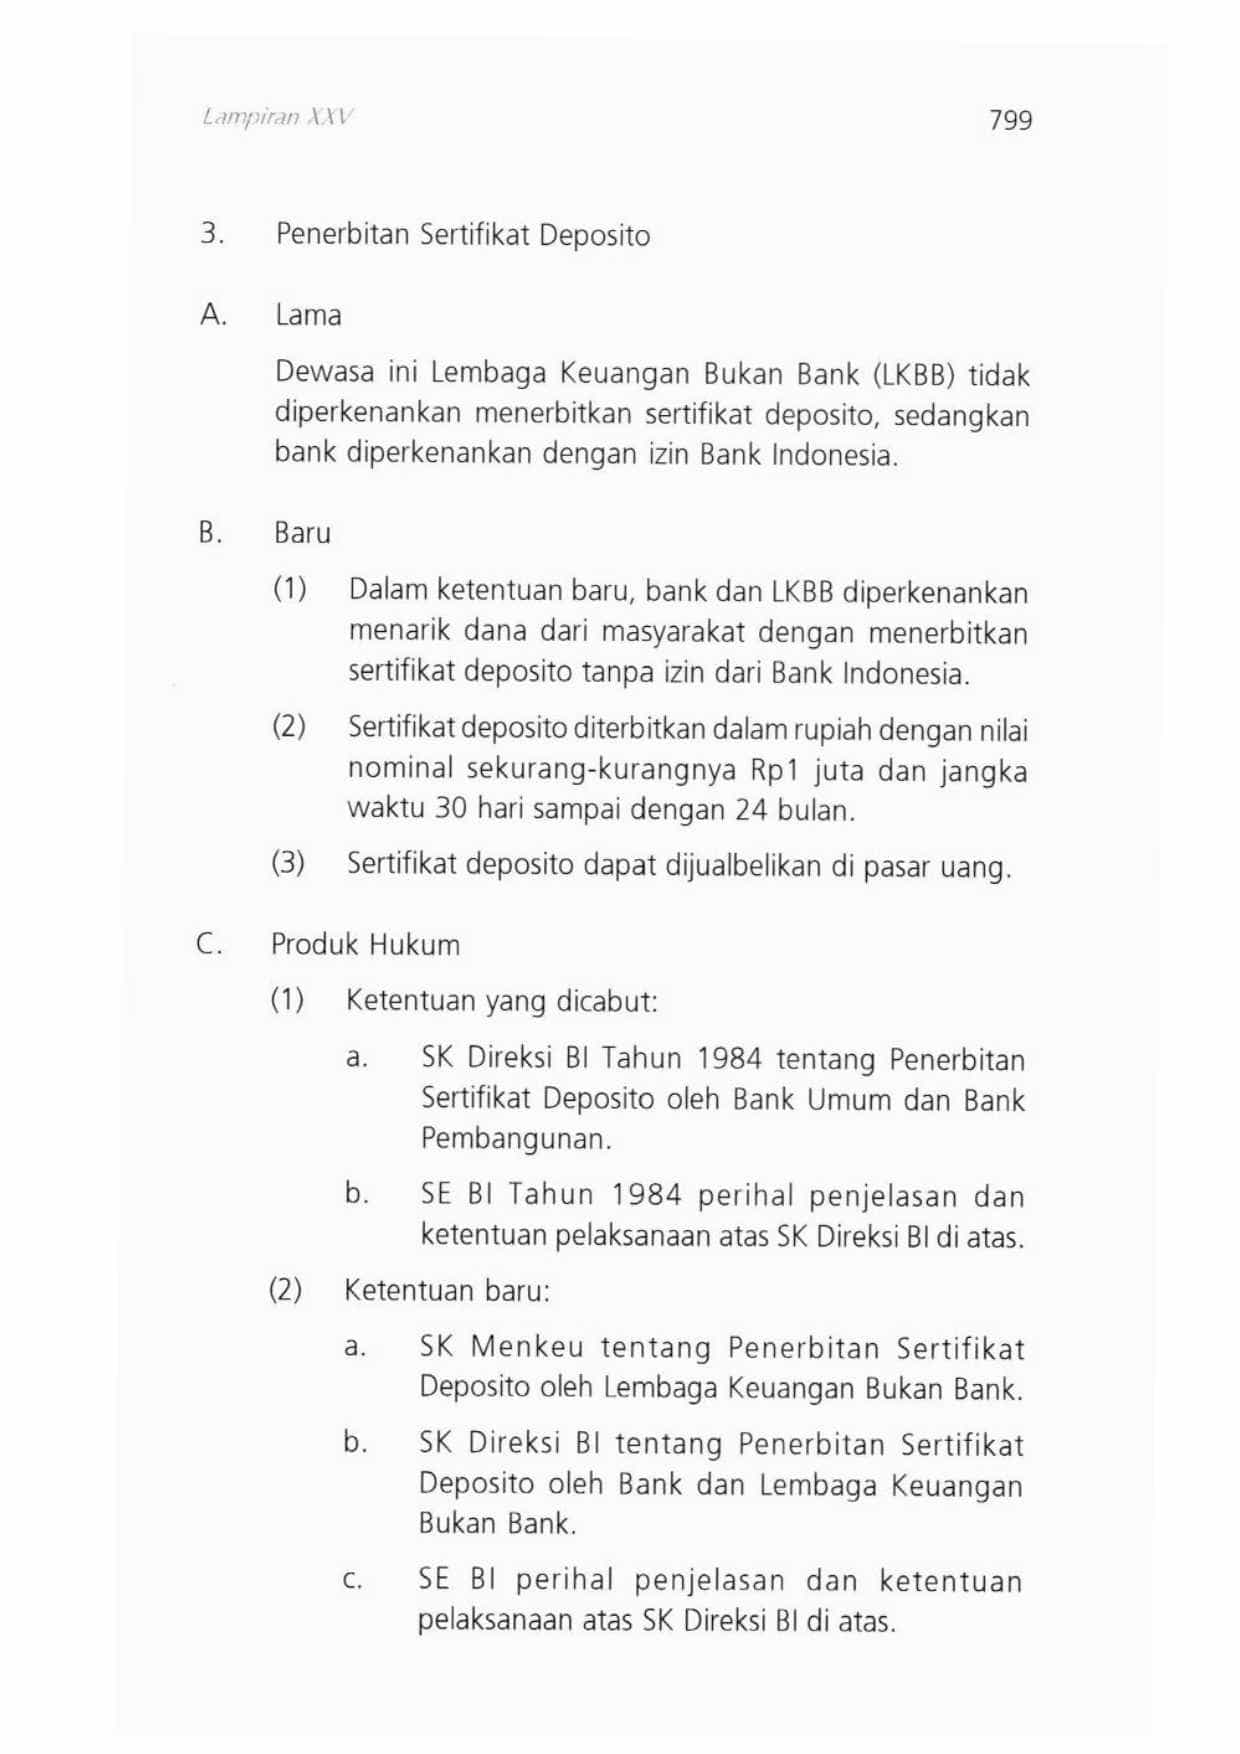 Lampiran XXV 799
3. Penerbitan Sertifikat Deposito
A. Lama
Dewasa ini Lembaga Keuangan Bukan Bank (LKBB) tidak
diperkenankan menerbitkan sertifikat deposito, sedangkan
bank diperkenankan dengan izin Bank Indonesia.
B. Baru
(1) Dalam ketentuan baru, bank dan LKBB diperkenankan
menarik dana dari masyarakat dengan menerbitkan
sertifikat deposito tanpa izin dari Bank Indonesia.
(2) Sertifikat deposito diterbitkan dalam rupiah dengan nilai
nominal sekurang-kurangnya Rp1 juta dan jangka
waktu 30 hari sampai dengan 24 bulan.
(3) Sertifikat deposito dapat dijualbelikan di pasar uang.
C. Produk Hukum
(1) Ketentuan yang dicabut:
a. SK Direksi BI Tahun 1984 tentang Penerbitan
Sertifikat Deposito oleh Bank Umum dan Bank
Pembangunan.
b. SE BI Tahun 1984 perihal penjelasan dan
ketentuan pelaksanaan atas SK Direksi BI di atas.
(2) Ketentuan baru:
a. SK Menkeu tentang Penerbitan Sertifikat
Deposito oleh Lembaga Keuangan Bukan Bank.
b. SK Direksi BI tentang Penerbitan Sertifikat
Deposito oleh Bank dan Lembaga Keuangan
Bukan Bank.
c. SE BI perihal penjelasan dan ketentuan
pelaksanaan atas SK Direksi BI di atas.